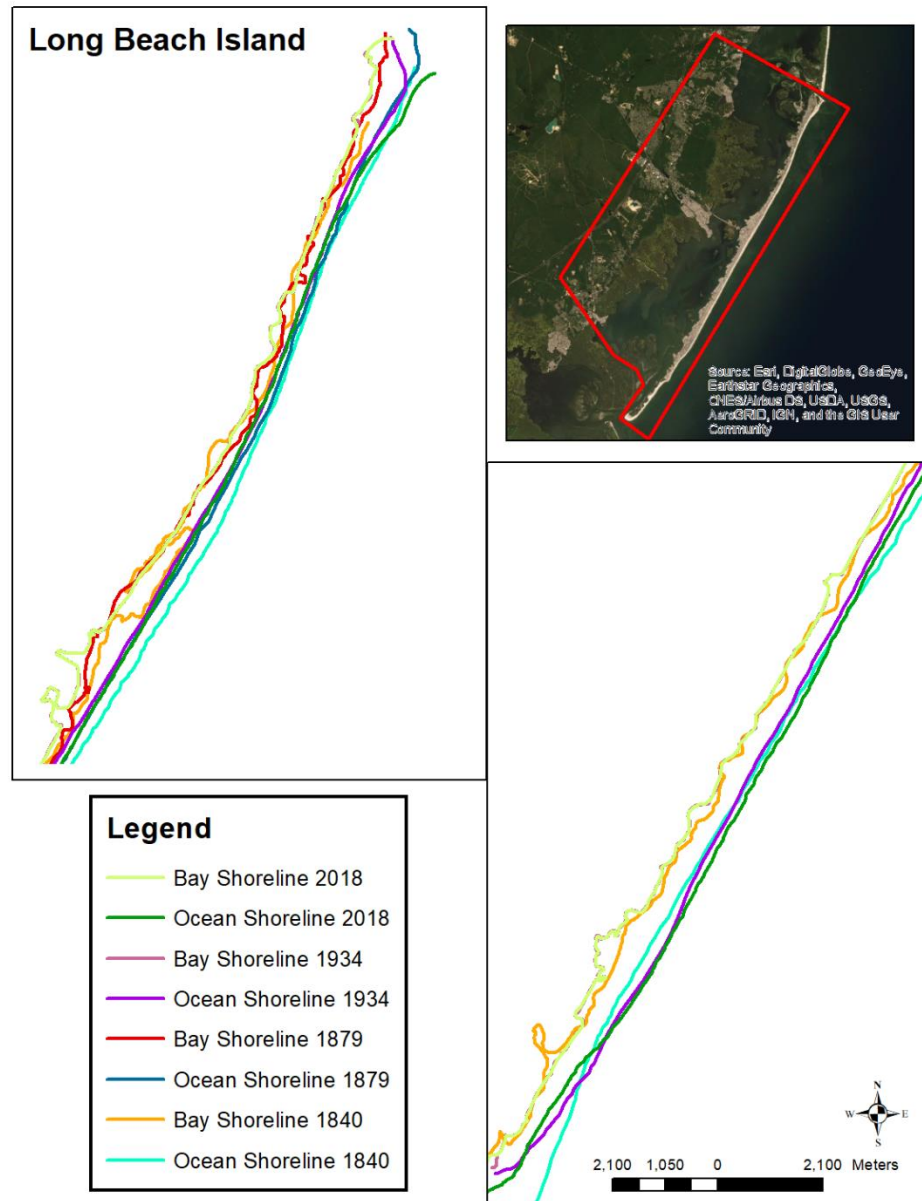 Long Beach Island
Source: Esri, DigitalGlobe, GeoEye,
Earthstar Geographics,
CNES/Airbus DS, USDA, USGS,
AeroGRID, IGN, and the GIS User
Community
Legend
Bay Shoreline 2018
Ocean Shoreline 2018
Bay Shoreline 1934
Ocean Shoreline 1934
Bay Shoreline 1879
Ocean Shoreline 1879
Bay Shoreline 1840
Ocean Shoreline 1840
N
W E
S
2,100 1,050 0 2,100 Meters